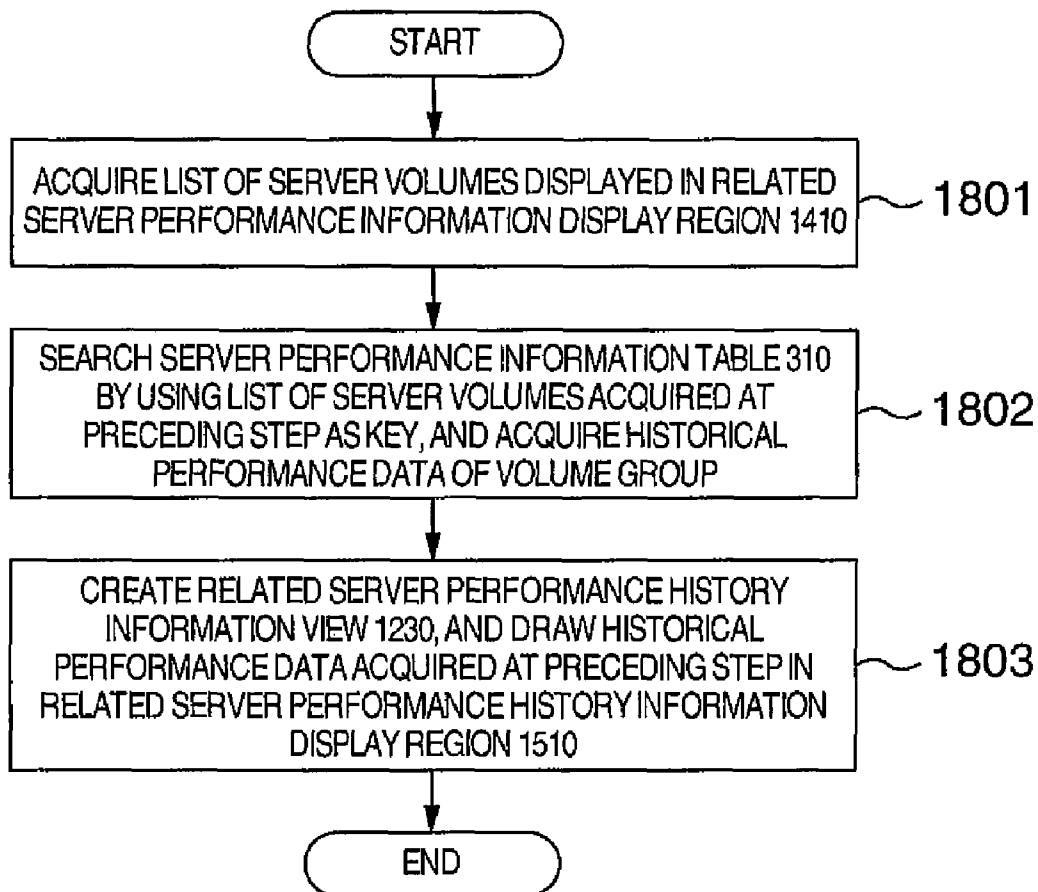 START
ACQUIRE LIST OF SERVER VOLUMES DISPLAYED IN RELATED
SERVER PERFORMANCE INFORMATION DISPLAY REGION 1410
1801
SEARCH SERVER PERFORMANCE INFORMATION TABLE 310
BY USING LIST OF SERVER VOLUMES ACQUIRED AT
PRECEDING STEP AS KEY, AND ACQUIRE HISTORICAL
PERFORMANCE DATA OF VOLUME GROUP
1802
CREATE RELATED SERVER PERFORMANCE HISTORY
INFORMATION VIEW 1230, AND DRAW HISTORICAL
PERFORMANCE DATA ACQUIRED AT PRECEDING STEP IN
RELATED SERVER PERFORMANCE HISTORY INFORMATION
DISPLAY REGION 1510
1803
END